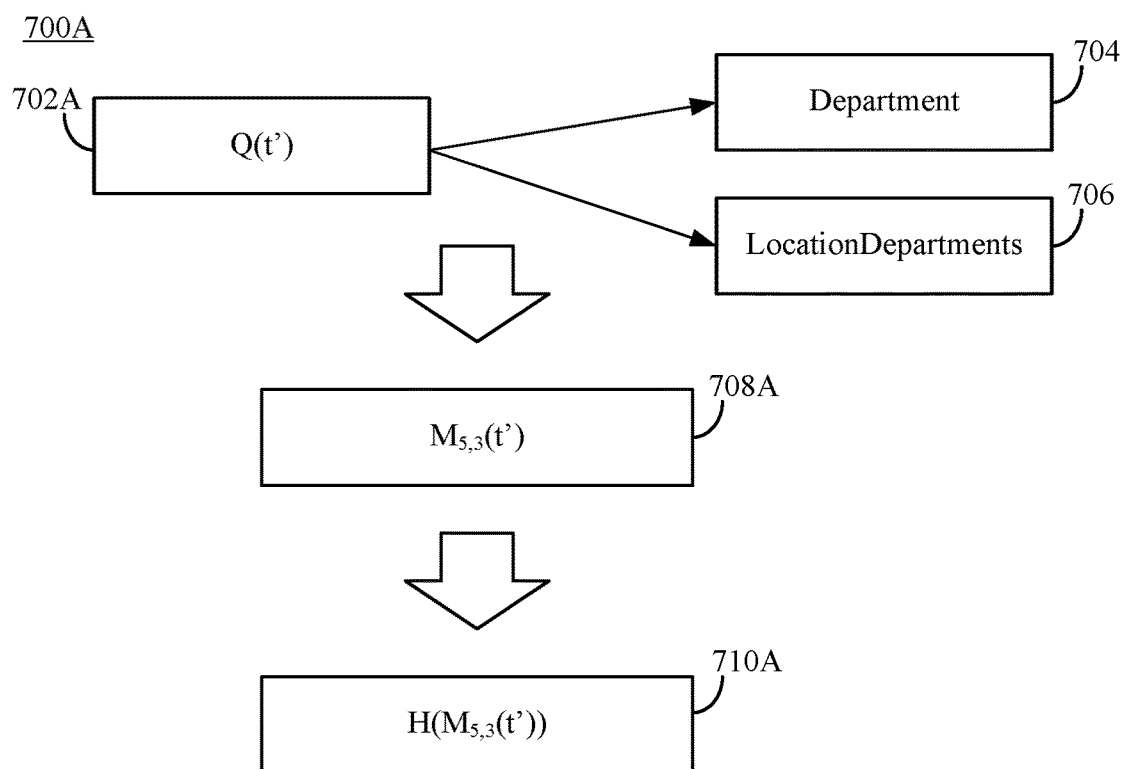 700A
704
702A
Department
Q(t’)
706
LocationDepartments
708A
M5,3(t’)
710A
H(M5,3(t’))